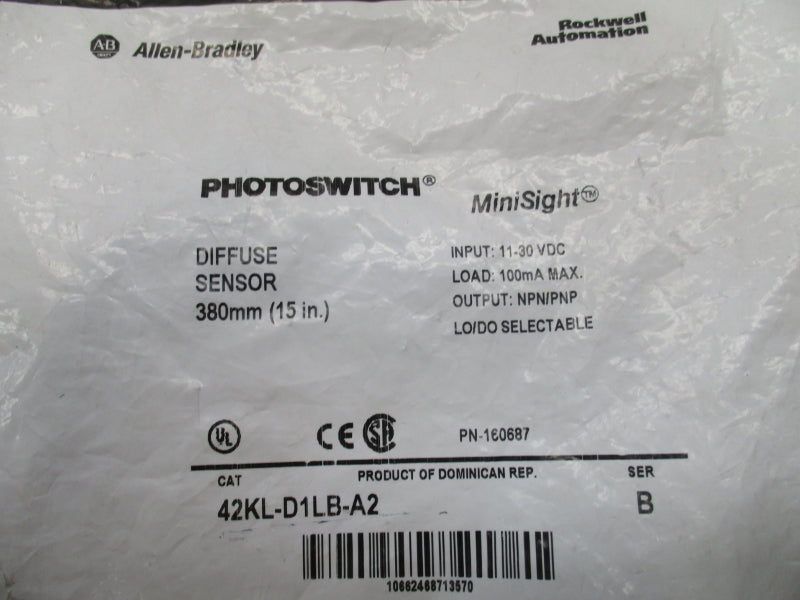 AB Allen-Bradley
Rockwell
Automation
PHOTOSWITCH®
MiniSight™
DIFFUSE
SENSOR
380mm (15 in.)
INPUT: 11-30 VDC
LOAD: 100mA MAX.
OUTPUT: NPN/PNP
LO/DO SELECTABLE
UL CE SA PN-160687
CAT PRODUCT OF DOMINICAN REP. SER
42KL-D1LB-A2 B
10662468713570